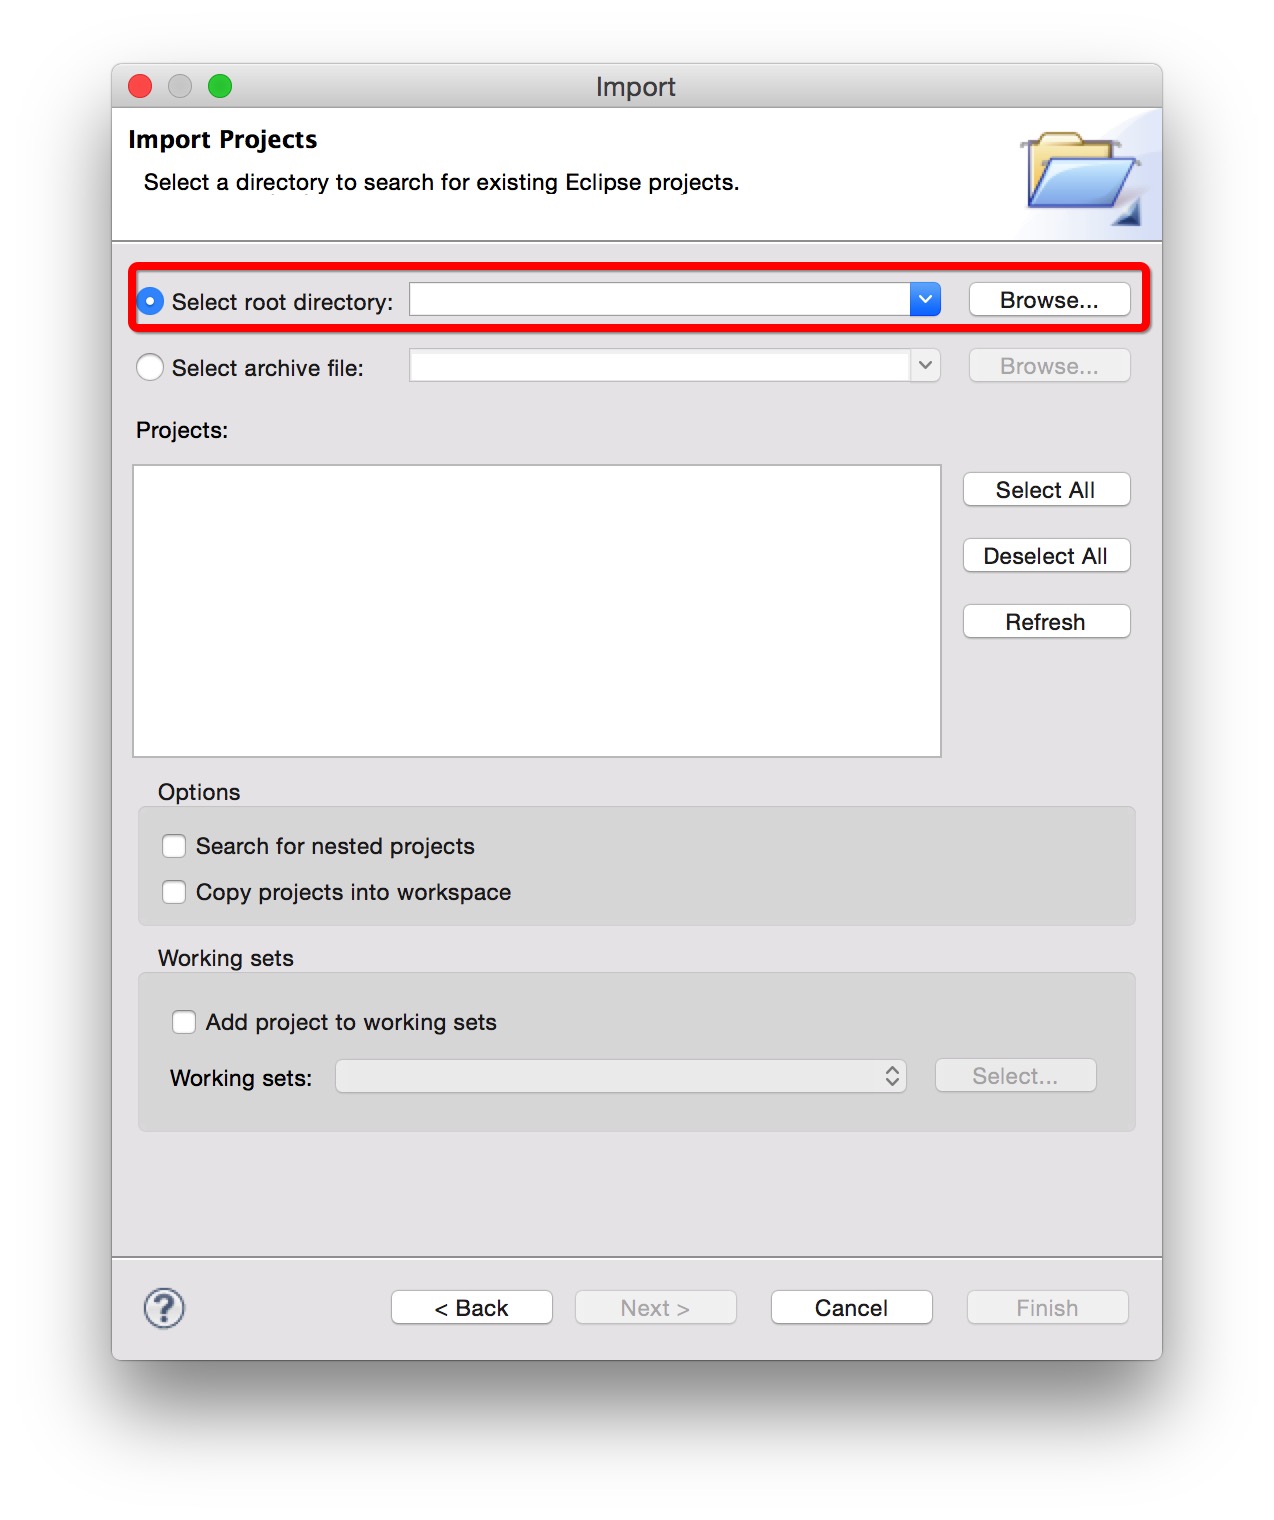 Import
Import Projects
Select a directory to search for existing Eclipse projects.
Select root directory: Browse...
Select archive file: Browse...
Projects:
Select All
Deselect All
Refresh
Options
Search for nested projects
Copy projects into workspace
Working sets
Add project to working sets
Working sets: Select...
? < Back Next > Cancel Finish